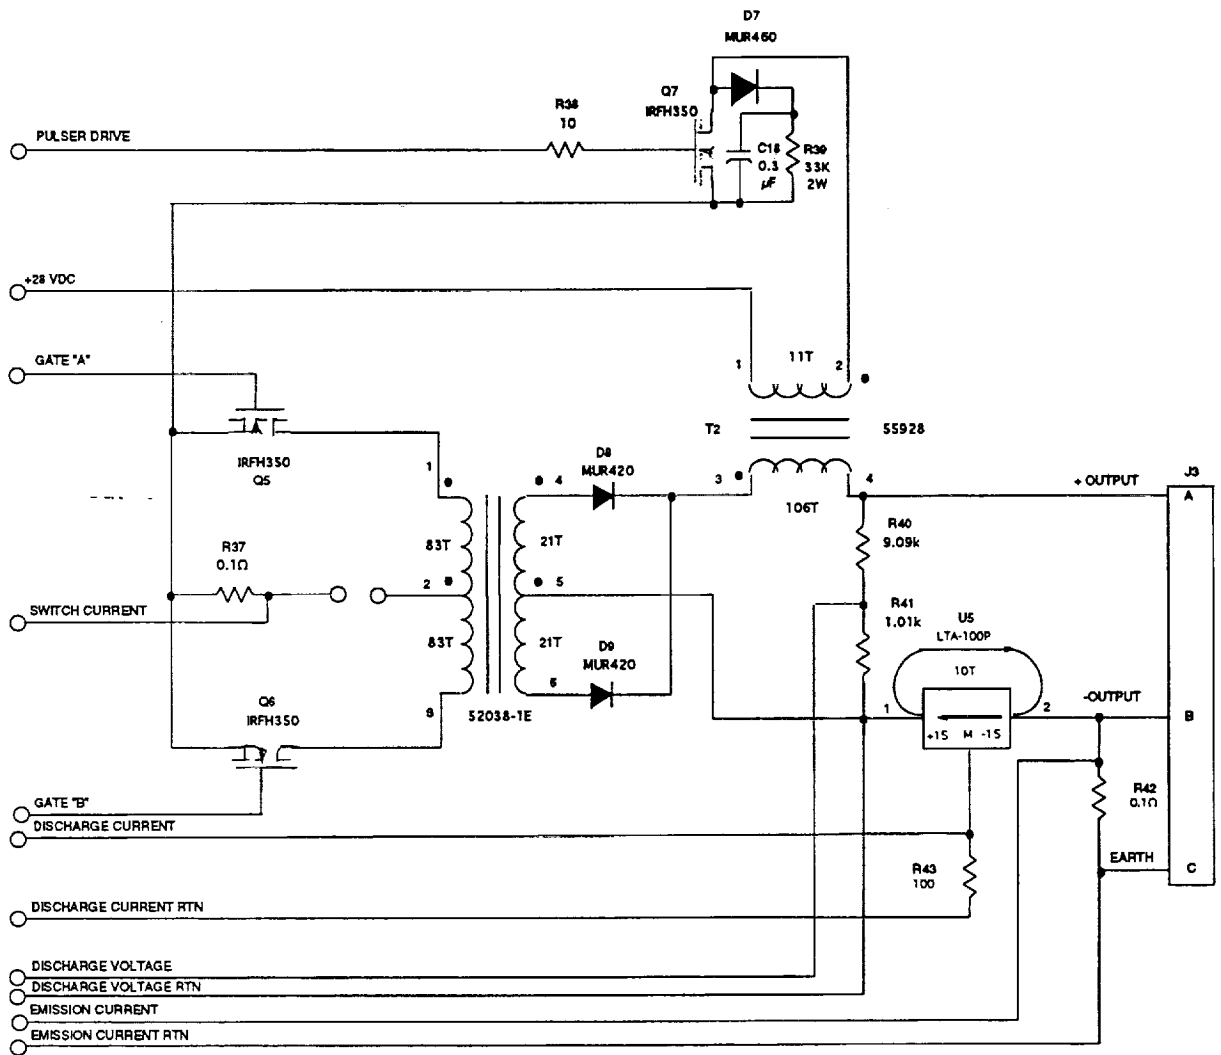 D7
MUR460
Q7
IRFH350
R38
10
PULSER DRIVE
C18
0.3
µF
R39
33K
2W
+28 VDC
GATE "A"
1
11T
2
T2
55928
IRFH350
Q5
D8
MUR420
1
4
3
4
106T
+ OUTPUT
J3
A
R40
9.09k
83T
21T
R37
0.1Ω
2
5
SWITCH CURRENT
R41
1.01k
U5
LTA-100P
10T
83T
21T
D9
MUR420
6
Q6
IRFH350
52038-1E
1
2
-OUTPUT
B
+15 M -15
GATE "B"
DISCHARGE CURRENT
R42
0.1Ω
EARTH
C
R43
100
DISCHARGE CURRENT RTN
DISCHARGE VOLTAGE
DISCHARGE VOLTAGE RTN
EMISSION CURRENT
EMISSION CURRENT RTN